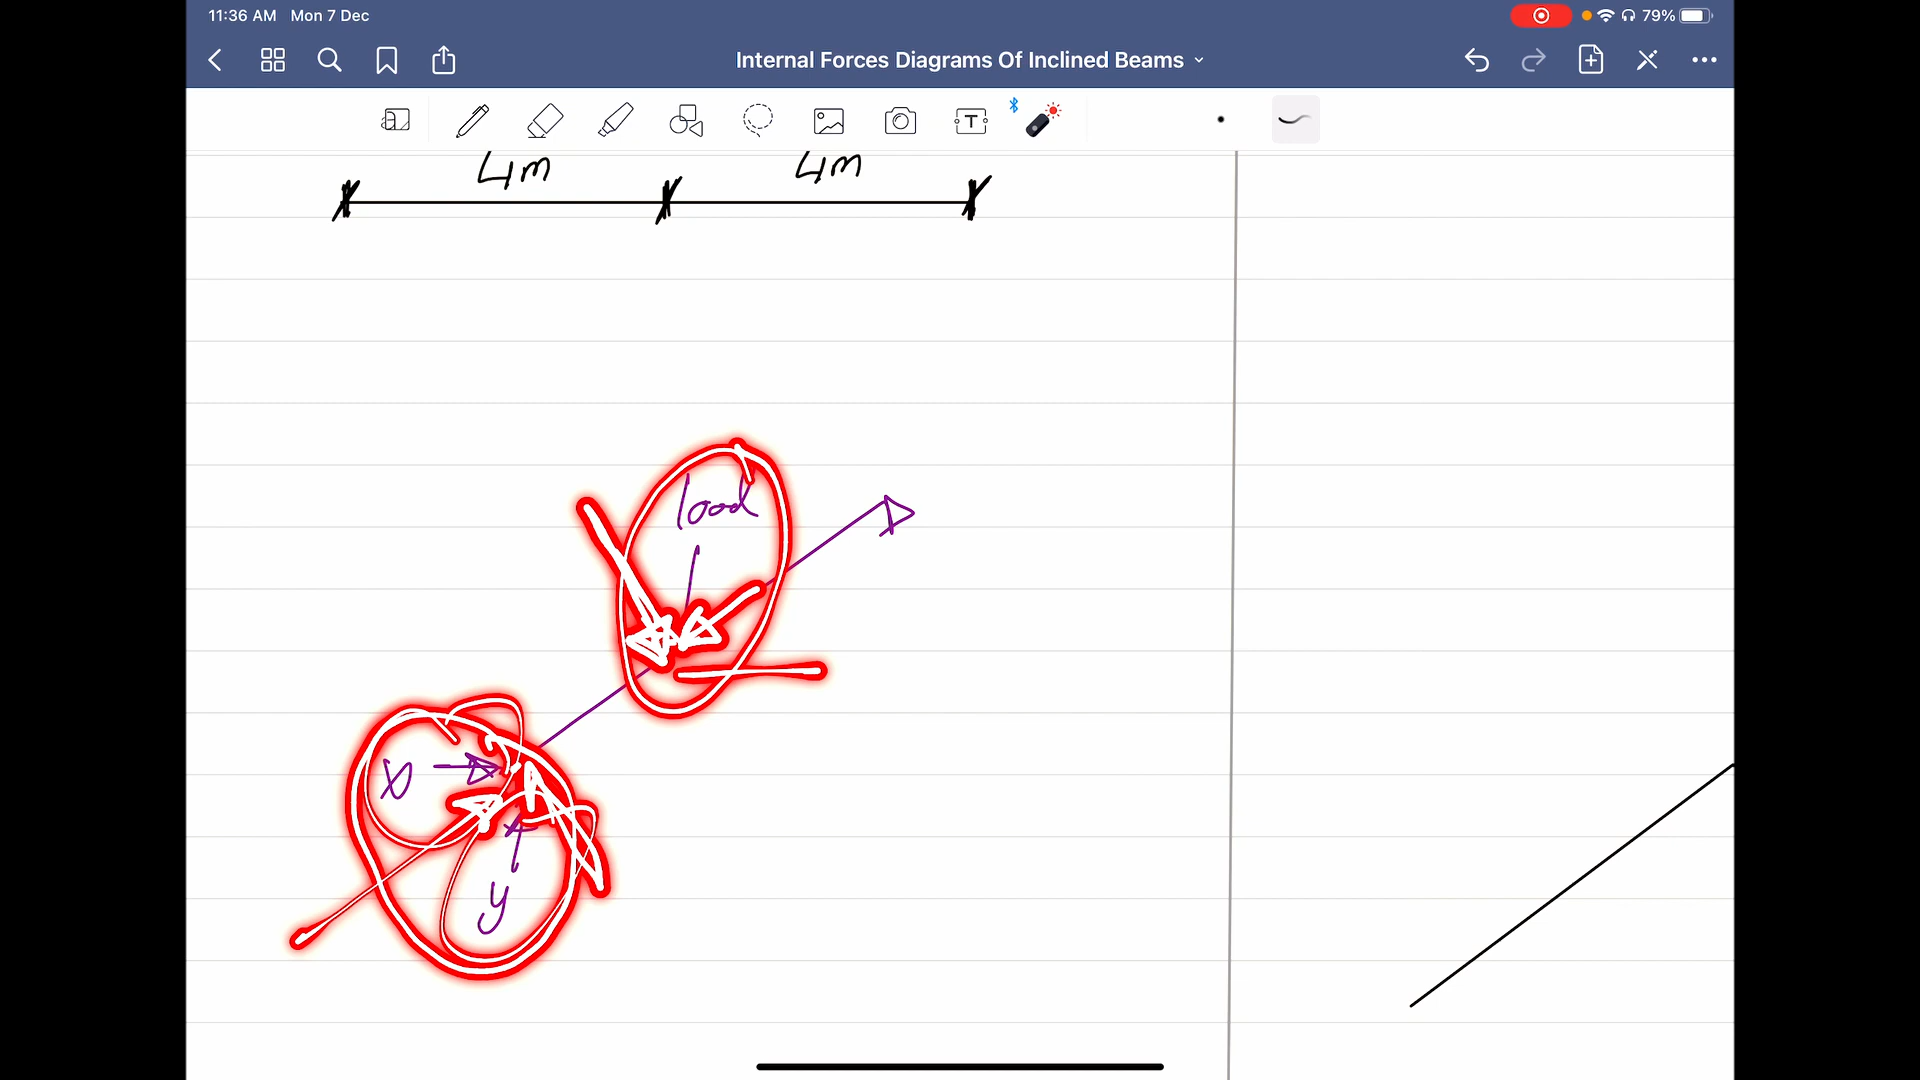 11:36 AM Mon 7 Dec 79%
Internal Forces Diagrams Of Inclined Beams
T
4m 4m
load
x
y